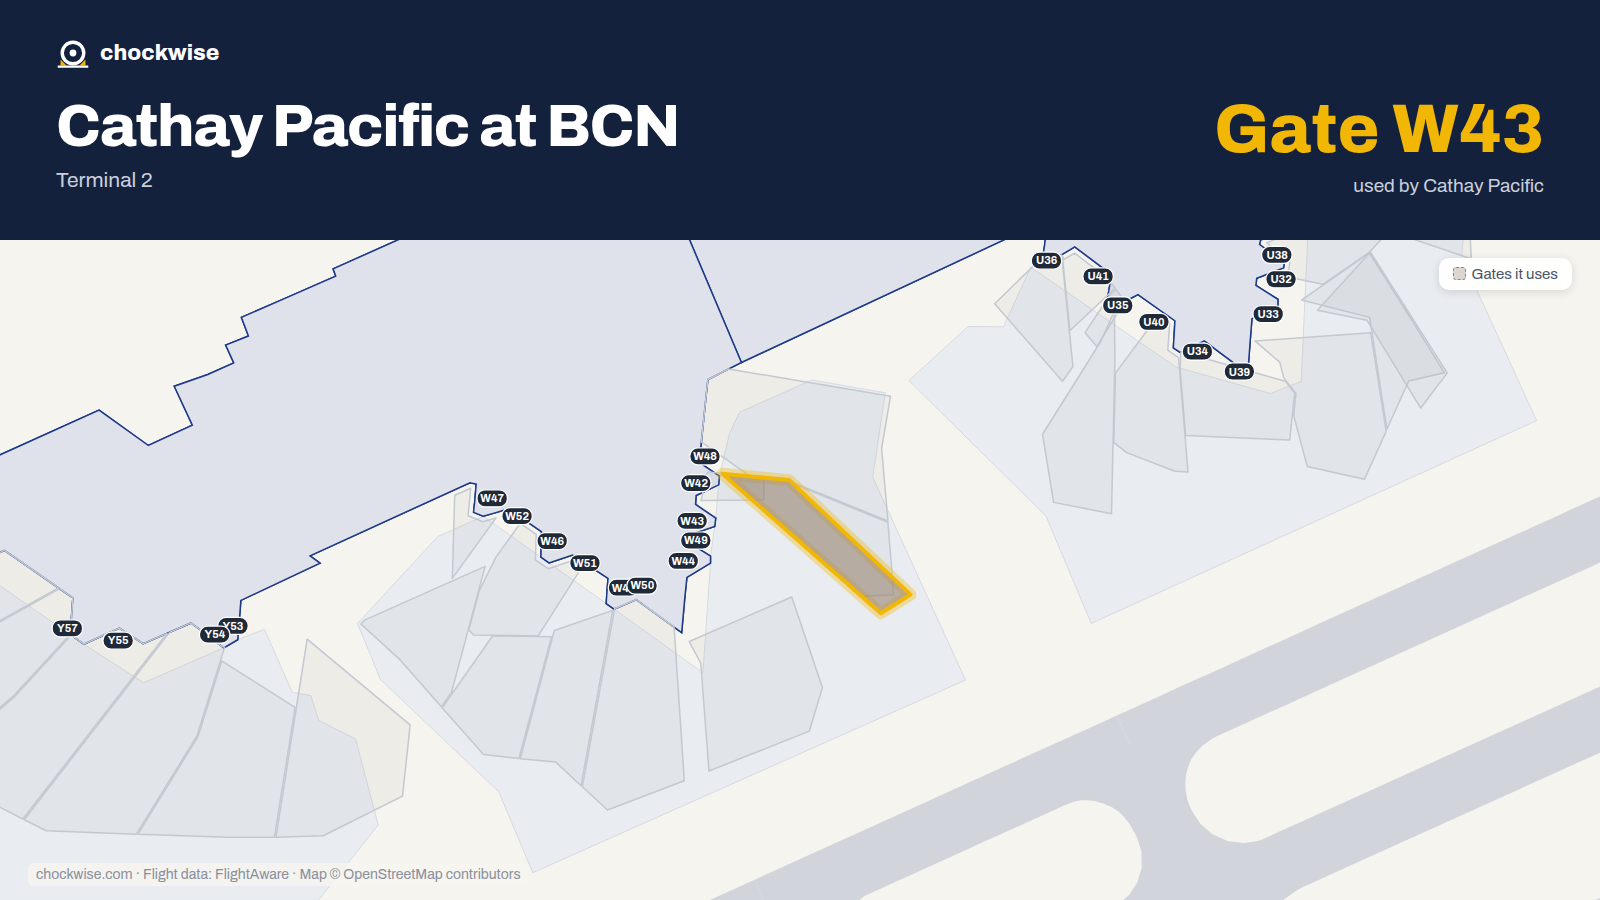 chockwise
Cathay Pacific at BCN
Terminal 2
Gate W43
used by Cathay Pacific
Gates it uses
U36
U41
U35
U40
U34
U39
U38
U32
U33
W48
W42
W43
W49
W44
W47
W52
W46
W51
W4
W50
Y57
Y55
Y54
Y53
chockwise.com · Flight data: FlightAware · Map © OpenStreetMap contributors